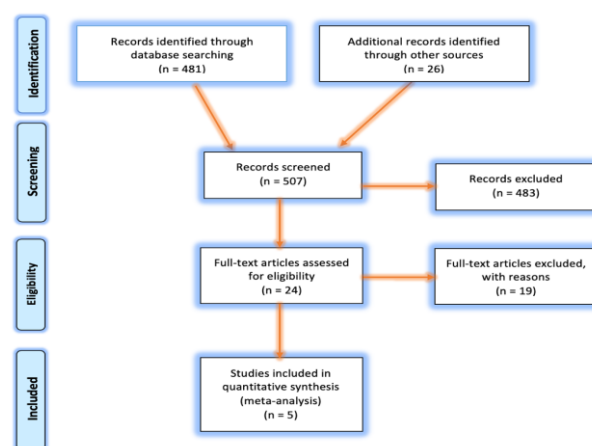 Identification
Records identified through
database searching
(n = 481)
Additional records identified
through other sources
(n = 26)
Screening
Records screened
(n = 507)
Records excluded
(n = 483)
Eligibility
Full-text articles assessed
for eligibility
(n = 24)
Full-text articles excluded,
with reasons
(n = 19)
Included
Studies included in
quantitative synthesis
(meta-analysis)
(n = 5)